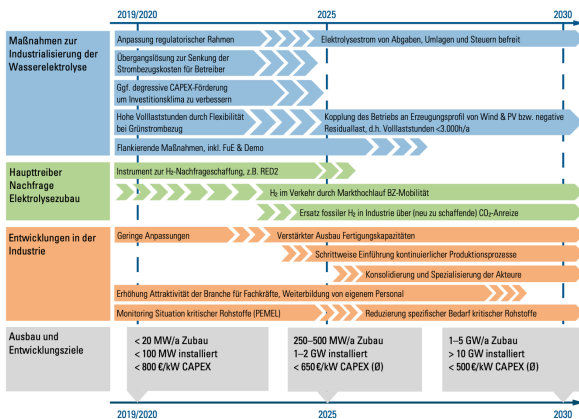 2019/2020 2025 2030
Maßnahmen zur
Industrialisierung der
Wasserelektrolyse
Anpassung regulatorischer Rahmen
Elektrolysestrom von Abgaben, Umlagen und Steuern befreit
Übergangslösung zur Senkung der
Strombezugskosten für Betreiber
Ggf. degressive CAPEX-Förderung
um Investitionsklima zu verbessern
Hohe Volllaststunden durch Flexibilität
bei Grünstrombezug
Kopplung des Betriebs an Erzeugungsprofil von Wind & PV bzw. negative
Residuallast, d.h. Volllaststunden <3.000h/a
Flankierende Maßnahmen, inkl. FuE & Demo
Haupttreiber
Nachfrage
Elektrolysezubau
Instrument zur H₂-Nachfrageschaffung, z.B. RED2
H₂ im Verkehr durch Markthochlauf BZ-Mobilität
Ersatz fossiler H₂ in Industrie über (neu zu schaffende) CO₂-Anreize
Entwicklungen in der
Industrie
Geringe Anpassungen
Verstärkter Ausbau Fertigungskapazitäten
Schrittweise Einführung kontinuierlicher Produktionsprozesse
Konsolidierung und Spezialisierung der Akteure
Erhöhung Attraktivität der Branche für Fachkräfte, Weiterbildung von eigenem Personal
Monitoring Situation kritischer Rohstoffe (PEMEL)
Reduzierung spezifischer Bedarf kritischer Rohstoffe
Ausbau und
Entwicklungsziele
< 20 MW/a Zubau
< 100 MW installiert
< 800 €/kW CAPEX
250–500 MW/a Zubau
1–2 GW installiert
< 650 €/kW CAPEX (Ø)
1–5 GW/a Zubau
> 10 GW installiert
< 500 €/kW CAPEX (Ø)
2019/2020 2025 2030